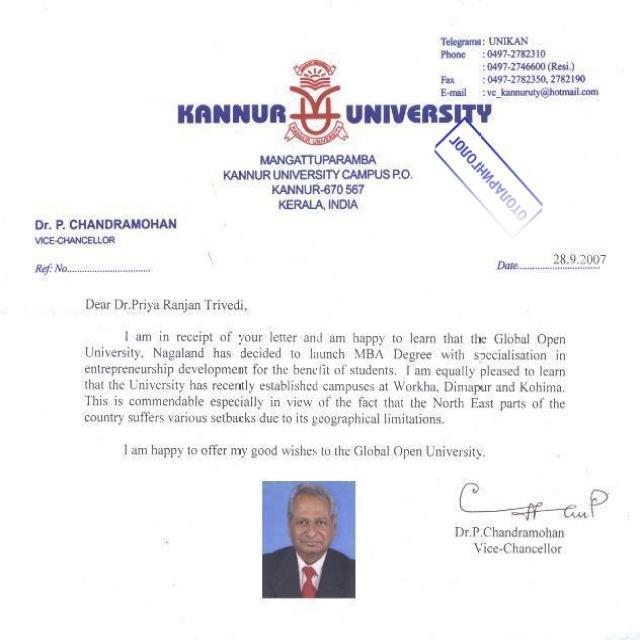 Telegrams : UNIKAN
Phone : 0497-2782310
: 0497-2746600 (Resi.)
Fax : 0497-2782350, 2782190
E-mail : vc_kannuruty@hotmail.com
KANNUR UNIVERSITY
KANNUR UNIVERSITY
MANGATTUPARAMBA
KANNUR UNIVERSITY CAMPUS P.O.
KANNUR-670 567
KERALA, INDIA
ОТОЛАРИНГОЛОГ
Dr. P. CHANDRAMOHAN
VICE-CHANCELLOR
Ref: No...............................
Date........................... 28.9.2007
Dear Dr.Priya Ranjan Trivedi,
I am in receipt of your letter and am happy to learn that the Global Open
University, Nagaland has decided to launch MBA Degree with specialisation in
entrepreneurship development for the benefit of students. I am equally pleased to learn
that the University has recently established campuses at Workha, Dimapur and Kohima.
This is commendable especially in view of the fact that the North East parts of the
country suffers various setbacks due to its geographical limitations.
I am happy to offer my good wishes to the Global Open University.
Dr.P.Chandramohan
Vice-Chancellor